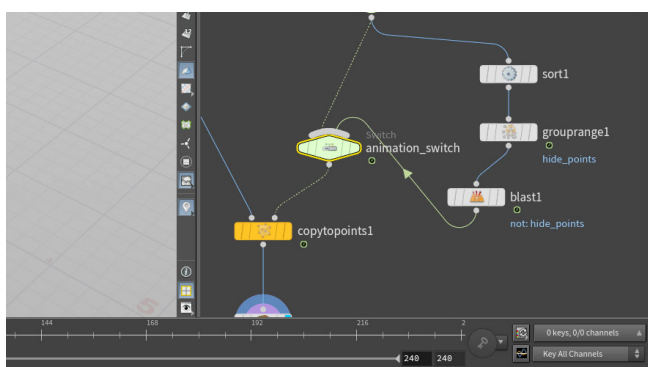 sort1
Switch
animation_switch
grouprange1
hide_points
blast1
not: hide_points
copytopoints1
5
144 168 192 216 2
0 keys, 0/0 channels
240 240 Key All Channels